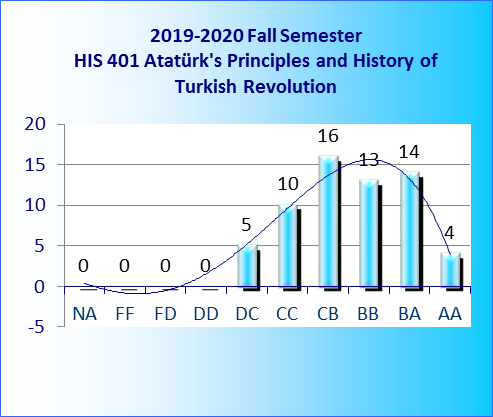 2019-2020 Fall Semester
HIS 401 Atatürk's Principles and History of
Turkish Revolution
20
15
10
5
0
-5
0 0 0 0 5 10 16 13 14 4
NA FF FD DD DC CC CB BB BA AA